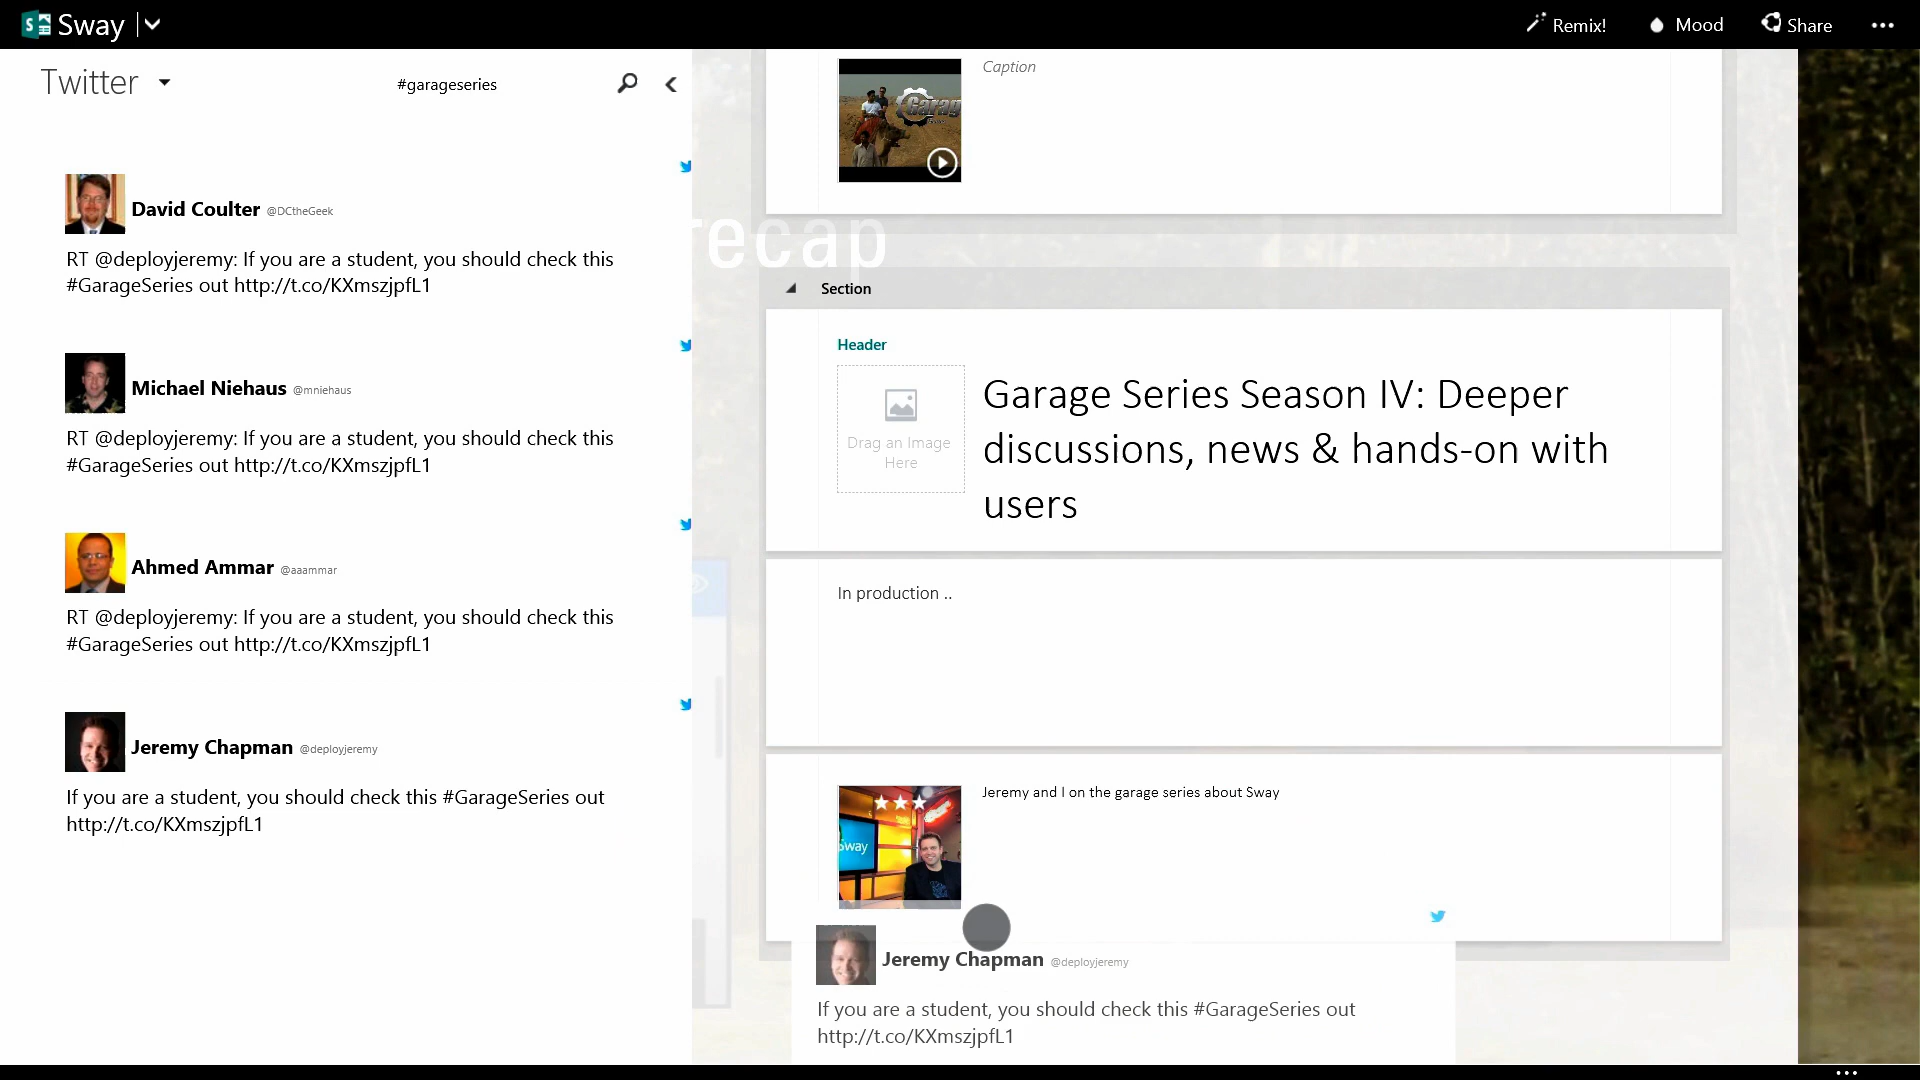 Sway
Remix!
Mood
Share
Twitter
#garageseries
David Coulter @DCtheGeek
RT @deployjeremy: If you are a student, you should check this
#GarageSeries out http://t.co/KXmszjpfL1
Michael Niehaus @mniehaus
RT @deployjeremy: If you are a student, you should check this
#GarageSeries out http://t.co/KXmszjpfL1
Ahmed Ammar @aaammar
RT @deployjeremy: If you are a student, you should check this
#GarageSeries out http://t.co/KXmszjpfL1
Jeremy Chapman @deployjeremy
If you are a student, you should check this #GarageSeries out
http://t.co/KXmszjpfL1
Garag
Caption
recap
Section
Header
Drag an Image
Here
Garage Series Season IV: Deeper
discussions, news & hands-on with
users
In production ..
Sway
Jeremy and I on the garage series about Sway
Jeremy Chapman @deployjeremy
If you are a student, you should check this #GarageSeries out
http://t.co/KXmszjpfL1